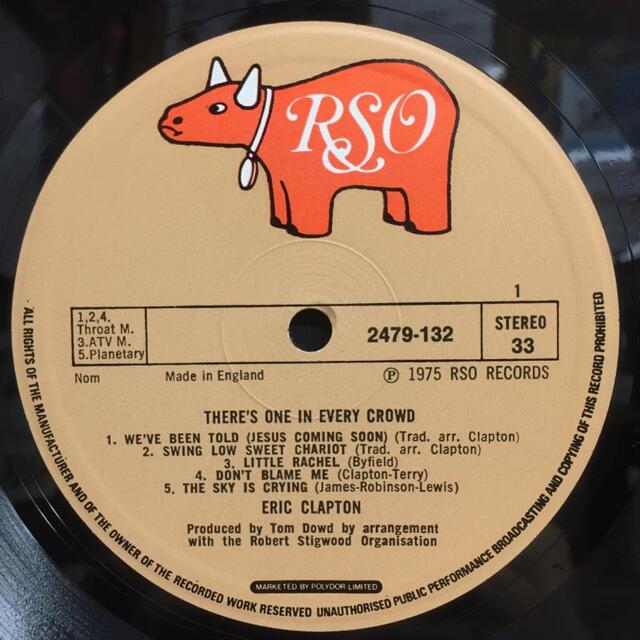 RSO
1
1,2,4.
Throat M.
3.ATV M.
5.Planetary
2479-132
STEREO
33
Nom
Made in England
Ⓟ 1975 RSO RECORDS
THERE'S ONE IN EVERY CROWD
1. WE'VE BEEN TOLD (JESUS COMING SOON) (Trad. arr. Clapton)
2. SWING LOW SWEET CHARIOT (Trad. arr. Clapton)
3. LITTLE RACHEL (Byfield)
4. DON'T BLAME ME (Clapton-Terry)
5. THE SKY IS CRYING (James-Robinson-Lewis)
ERIC CLAPTON
Produced by Tom Dowd by arrangement
with the Robert Stigwood Organisation
MARKETED BY POLYDOR LIMITED
· ALL RIGHTS OF THE MANUFACTURER AND OF THE OWNER OF THE RECORDED WORK RESERVED UNAUTHORISED PUBLIC PERFORMANCE BROADCASTING AND COPYING OF THIS RECORD PROHIBITED